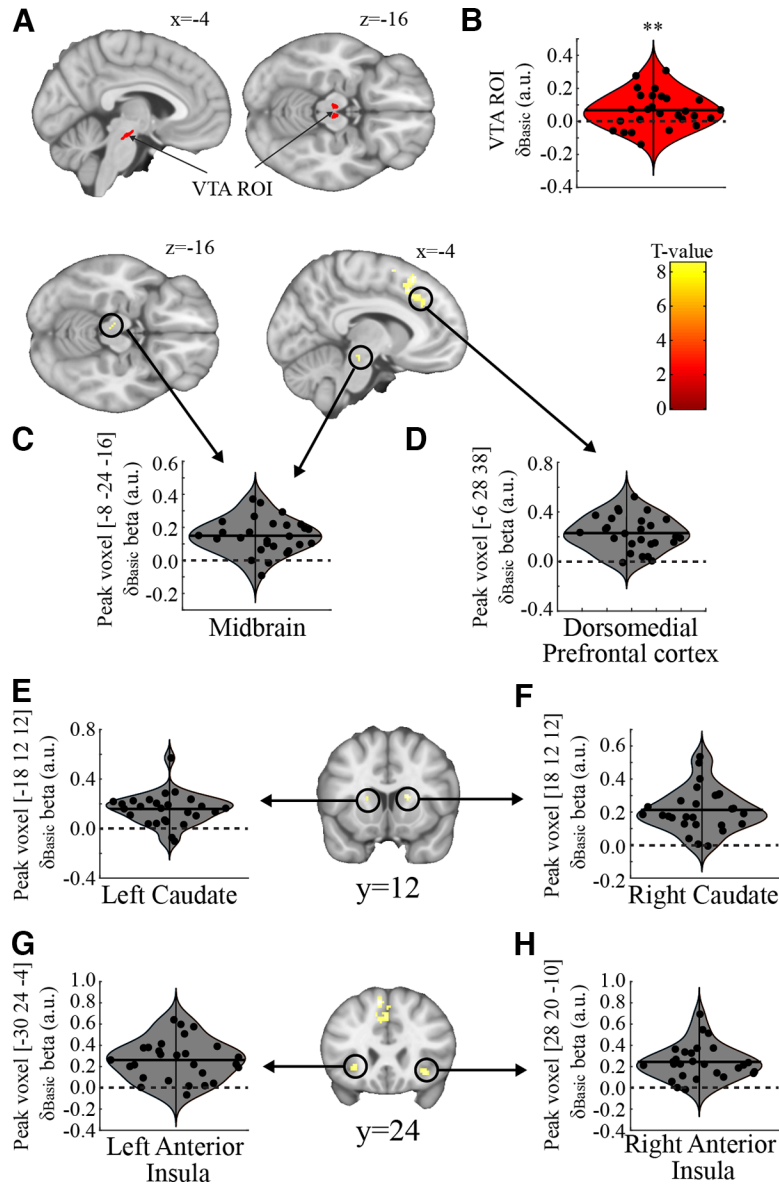 A
x=-4
z=-16
VTA ROI
B
**
VTA ROI
δBasic (a.u.)
0.4
0.2
0.0
-0.2
-0.4
z=-16
x=-4
T-value
8
6
4
2
0
C
Peak voxel [-8 -24 -16]
δBasic beta (a.u.)
0.6
0.4
0.2
0.0
-0.2
Midbrain
D
Peak voxel [-6 28 38]
δBasic beta (a.u.)
0.8
0.4
0.0
-0.4
Dorsomedial
Prefrontal cortex
E
Peak voxel [-18 12 12]
δBasic beta (a.u.)
0.8
0.4
0.0
-0.4
Left Caudate
y=12
F
Peak voxel [18 12 12]
δBasic beta (a.u.)
0.6
0.4
0.2
0.0
-0.2
Right Caudate
G
Peak voxel [-30 24 -4]
δBasic beta (a.u.)
1.0
0.8
0.6
0.4
0.2
0.0
-0.4
Left Anterior
Insula
y=24
H
Peak voxel [28 20 -10]
δBasic beta (a.u.)
1.0
0.8
0.6
0.4
0.2
0.0
-0.4
Right Anterior
Insula